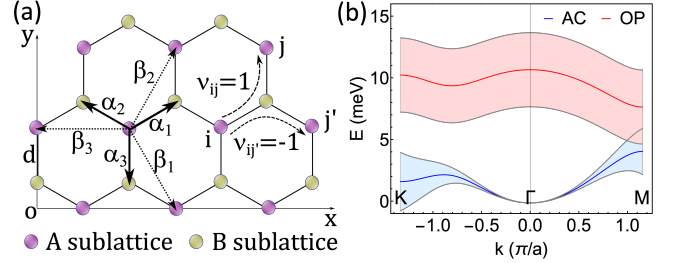 (a)
y
j
β₂
νᵢⱼ=1
α₂
α₁
i
j'
β₃
d
α₃
β₁
νᵢⱼ'=-1
o
x
A sublattice
B sublattice
(b)
AC
OP
15
10
5
0
E (meV)
K
Γ
M
-1.0
-0.5
0.0
0.5
1.0
k (π/a)